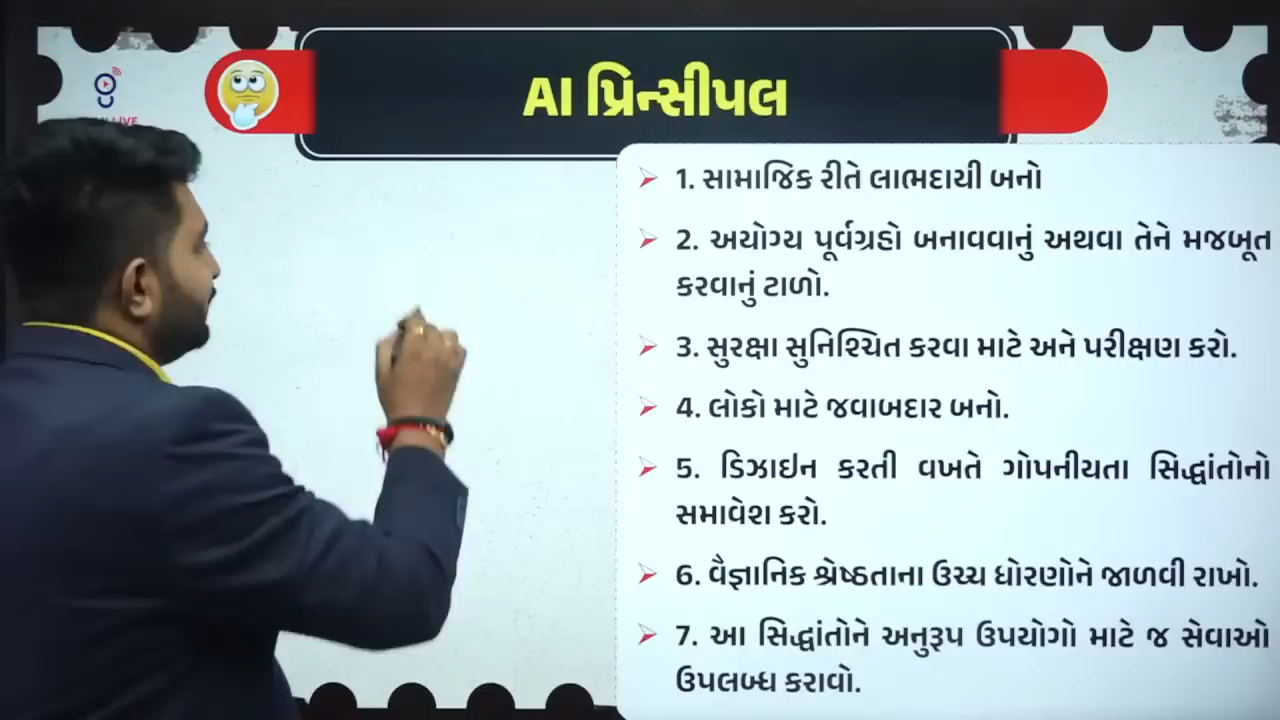 LIVE
AI પ્રિન્સીપલ
1. સામાજિક રીતે લાભદાયી બનો
2. અયોગ્ય પૂર્વગ્રહો બનાવવાનું અથવા તેને મજબૂત
કરવાનું ટાળો.
3. સુરક્ષા સુનિશ્ચિત કરવા માટે અને પરીક્ષણ કરો.
4. લોકો માટે જવાબદાર બનો.
5. ડિઝાઇન કરતી વખતે ગોપનીયતા સિદ્ધાંતોનો
સમાવેશ કરો.
6. વૈજ્ઞાનિક શ્રેષ્ઠતાના ઉચ્ચ ધોરણોને જાળવી રાખો.
7. આ સિદ્ધાંતોને અનુરૂપ ઉપયોગો માટે જ સેવાઓ
ઉપલબ્ધ કરાવો.